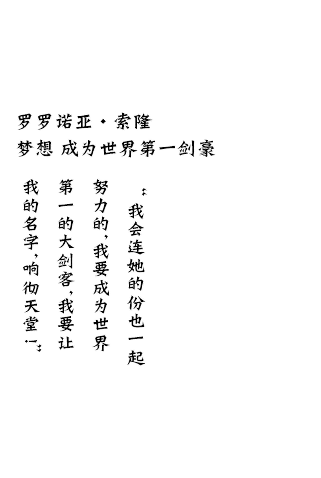 罗罗诺亚·索隆
梦想 成为世界第一剑豪
“我会连她的份也一起
努力的，我要成为世界
第一的大剑客，我要让
我的名字，响彻天堂！”